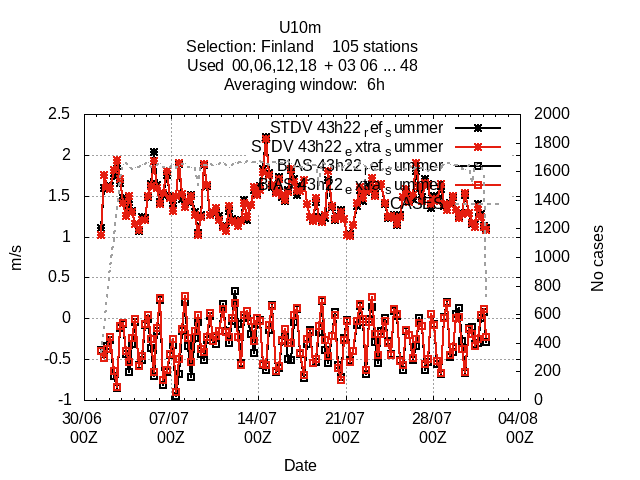 U10m
Selection: Finland    105 stations
Used  00,06,12,18  + 03 06 ... 48
Averaging window:  6h
STDV 43h22_ref_summer
STDV 43h22_extra_summer
BIAS 43h22_ref_summer
BIAS 43h22_extra_summer
CASES
2.5
2
1.5
1
0.5
0
-0.5
-1
m/s
2000
1800
1600
1400
1200
1000
800
600
400
200
0
No cases
30/06 07/07 14/07 21/07 28/07 04/08
00Z 00Z 00Z 00Z 00Z 00Z
Date